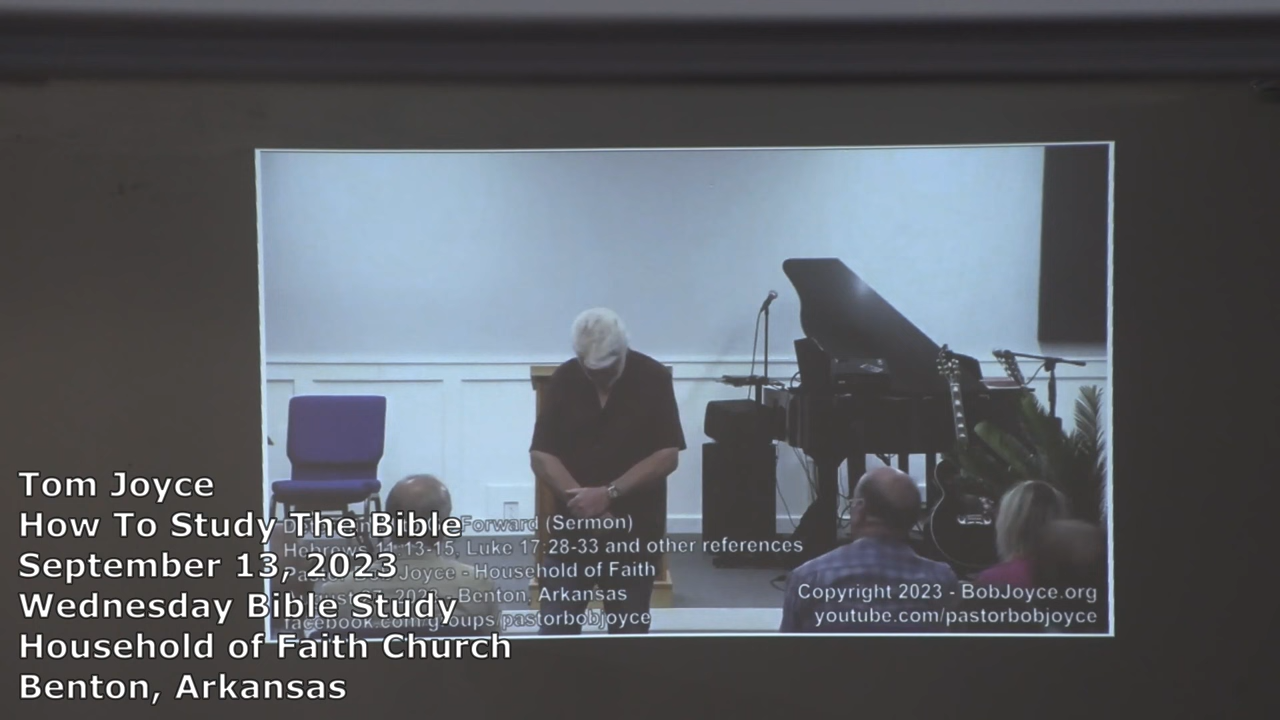 Tom Joyce
How To Study The Bible
September 13, 2023
Wednesday Bible Study
Household of Faith Church
Benton, Arkansas
Forward (Sermon)
Hebrews 11:13-15, Luke 17:28-33 and other references
Joyce - Household of Faith
- Benton, Arkansas
facebook.com/groups pastorbobjoyce
Copyright 2023 - BobJoyce.org
youtube.com/pastorbobjoyce